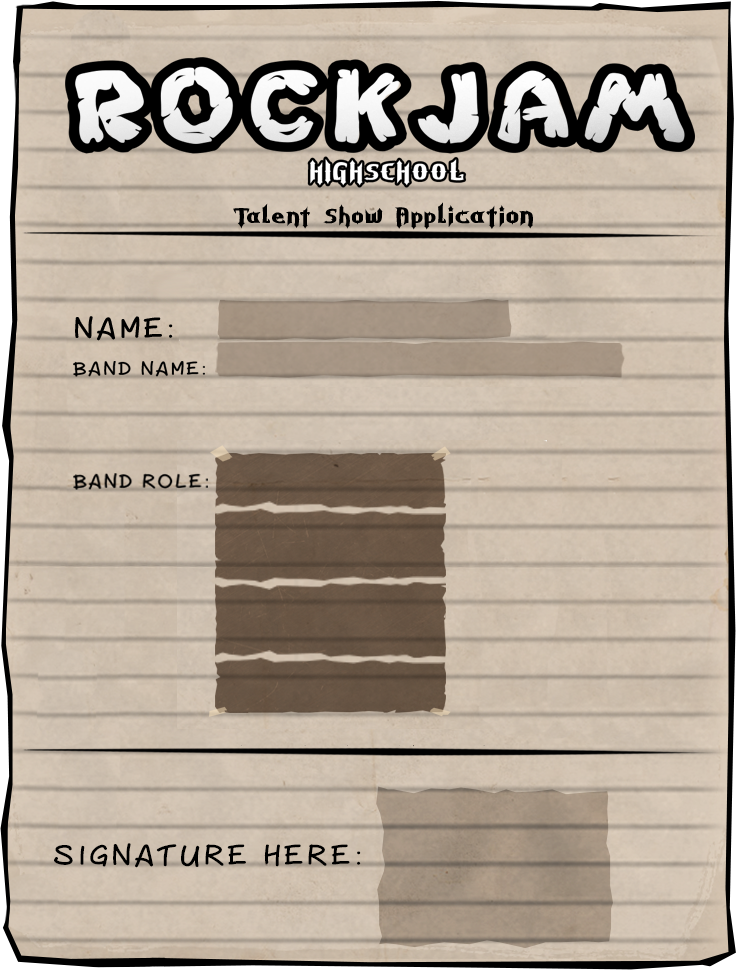 ROCKJAM
HIGHSCHOOL
Talent Show Application
NAME:
BAND NAME:
BAND ROLE:
SIGNATURE HERE: